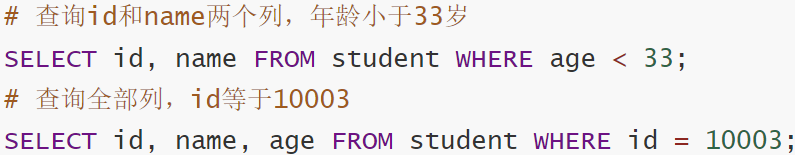 # 查询id和name两个列，年龄小于33岁
SELECT id, name FROM student WHERE age < 33;
# 查询全部列，id等于10003
SELECT id, name, age FROM student WHERE id = 10003;